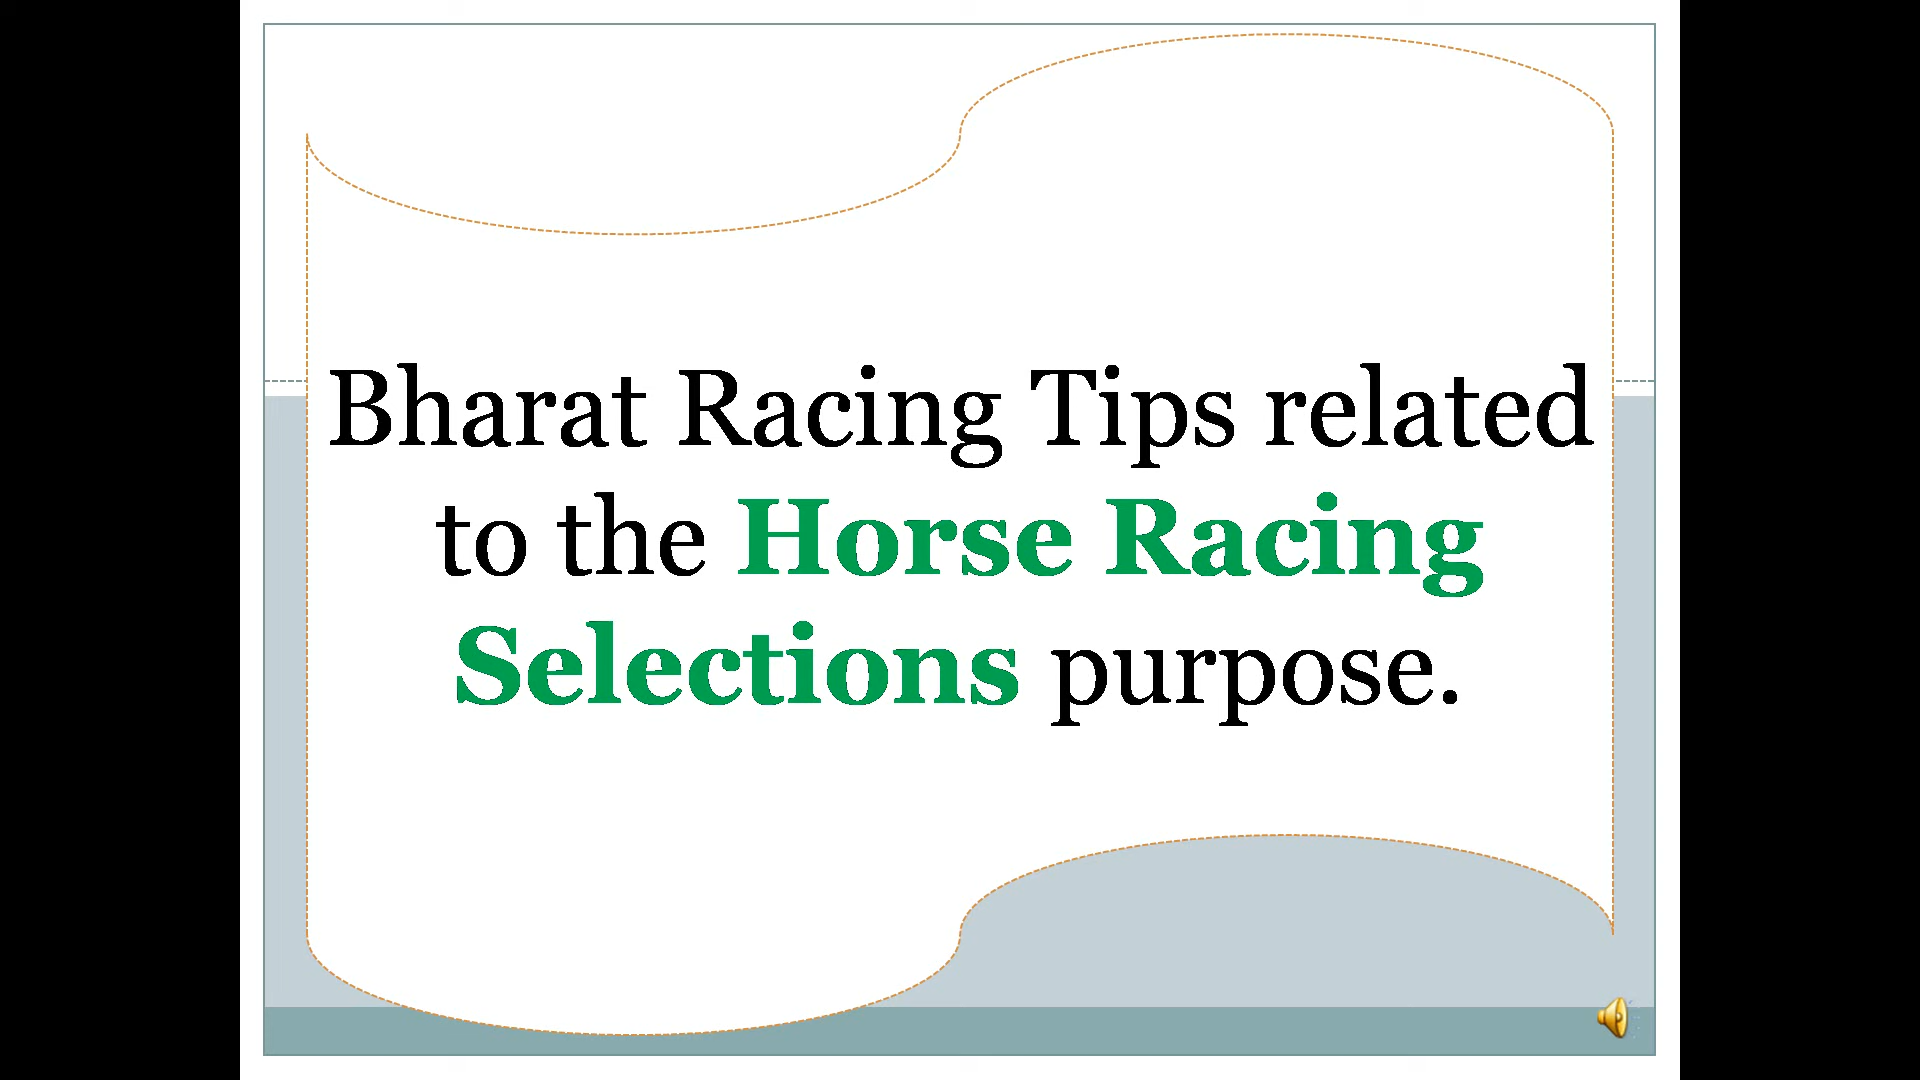 Bharat Racing Tips related
to the Horse Racing
Selections purpose.